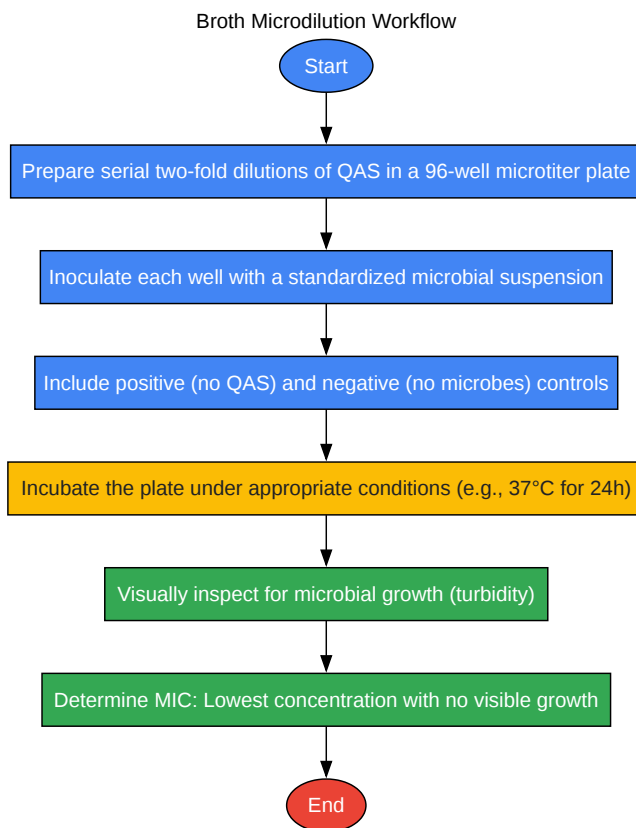 Broth Microdilution Workflow
Start
Prepare serial two-fold dilutions of QAS in a 96-well microtiter plate
Inoculate each well with a standardized microbial suspension
Include positive (no QAS) and negative (no microbes) controls
Incubate the plate under appropriate conditions (e.g., 37°C for 24h)
Visually inspect for microbial growth (turbidity)
Determine MIC: Lowest concentration with no visible growth
End